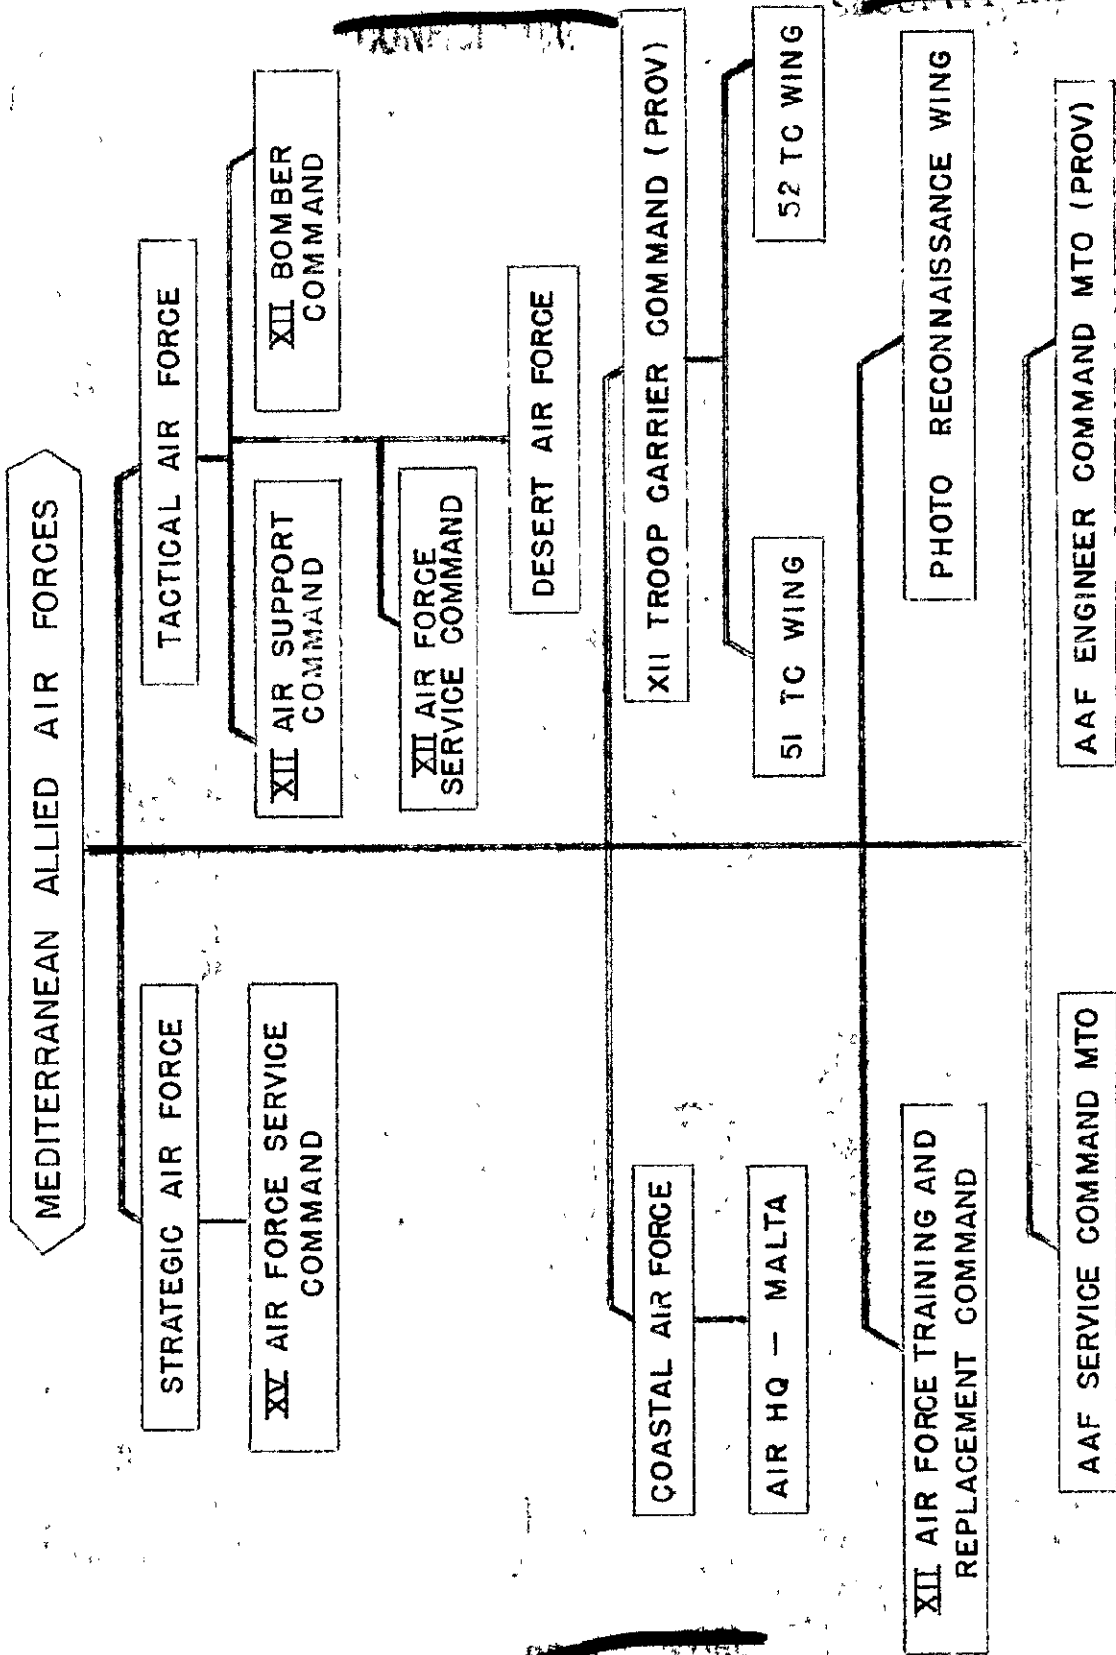 MEDITERRANEAN ALLIED AIR FORCES
STRATEGIC AIR FORCE
TACTICAL AIR FORCE
XV AIR FORCE SERVICE
COMMAND
XII AIR SUPPORT
COMMAND
XII BOMBER
COMMAND
XII AIR FORCE
SERVICE COMMAND
DESERT AIR FORCE
COASTAL AIR FORCE
XII TROOP CARRIER COMMAND (PROV)
AIR HQ — MALTA
51 TC WING
52 TC WING
XII AIR FORCE TRAINING AND
REPLACEMENT COMMAND
PHOTO RECONNAISSANCE WING
AAF SERVICE COMMAND MTO
AAF ENGINEER COMMAND MTO (PROV)